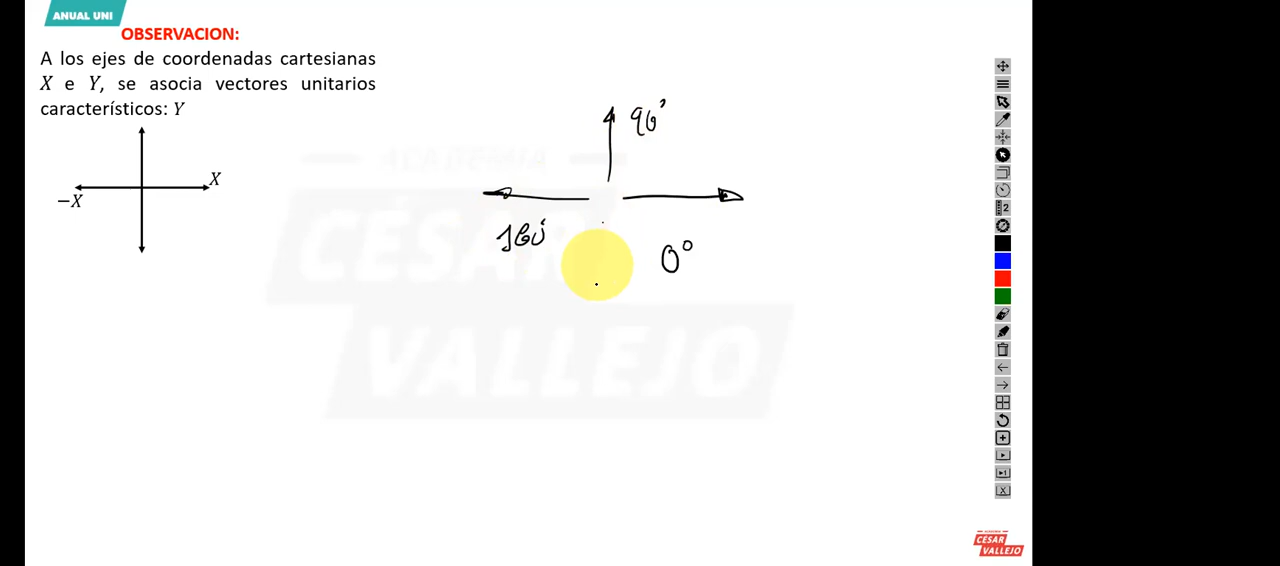 ANUAL UNI
OBSERVACION:
A los ejes de coordenadas cartesianas
X e Y, se asocia vectores unitarios
característicos: Y
X
−X
90°
180°
0°
ACADEMIA
CÉSAR
VALLEJO
2
CÉSAR
VALLEJO